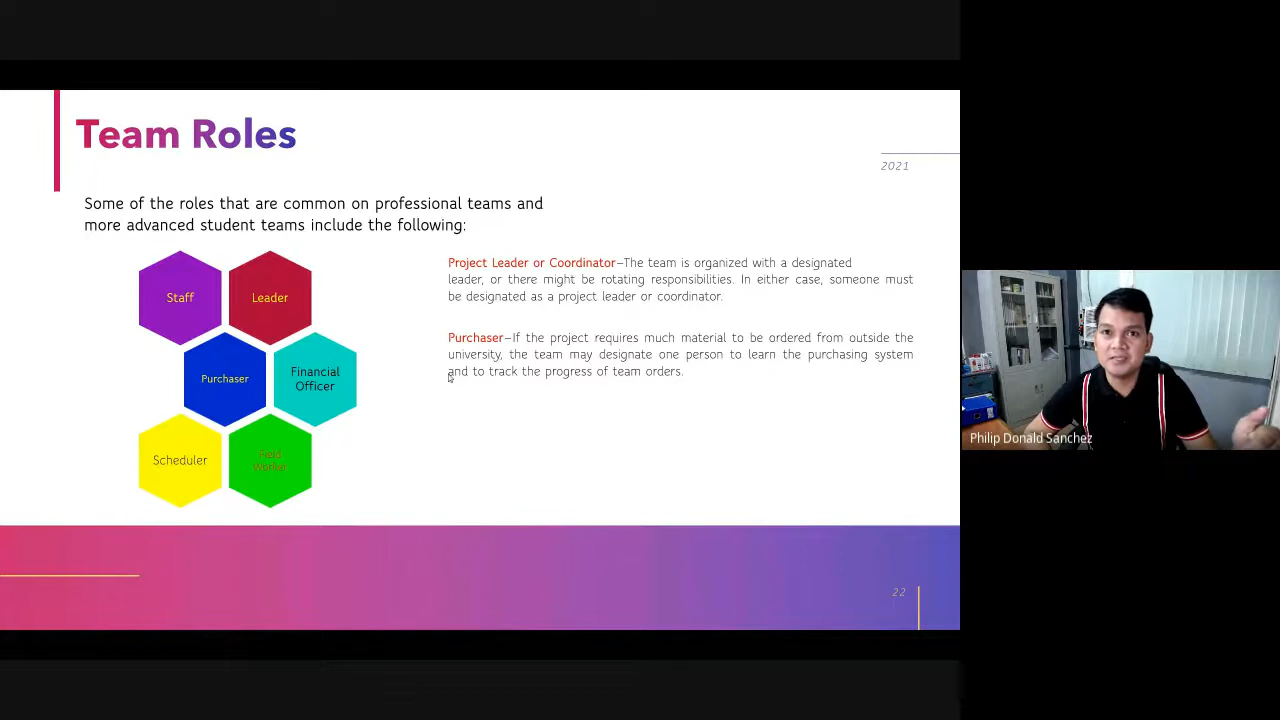 Team Roles
2021
Some of the roles that are common on professional teams and
more advanced student teams include the following:
Staff
Leader
Purchaser
Financial
Officer
Scheduler
Field
Worker
Project Leader or Coordinator–The team is organized with a designated
leader, or there might be rotating responsibilities. In either case, someone must
be designated as a project leader or coordinator.
Purchaser–If the project requires much material to be ordered from outside the
university, the team may designate one person to learn the purchasing system
and to track the progress of team orders.
22
Philip Donald Sanchez